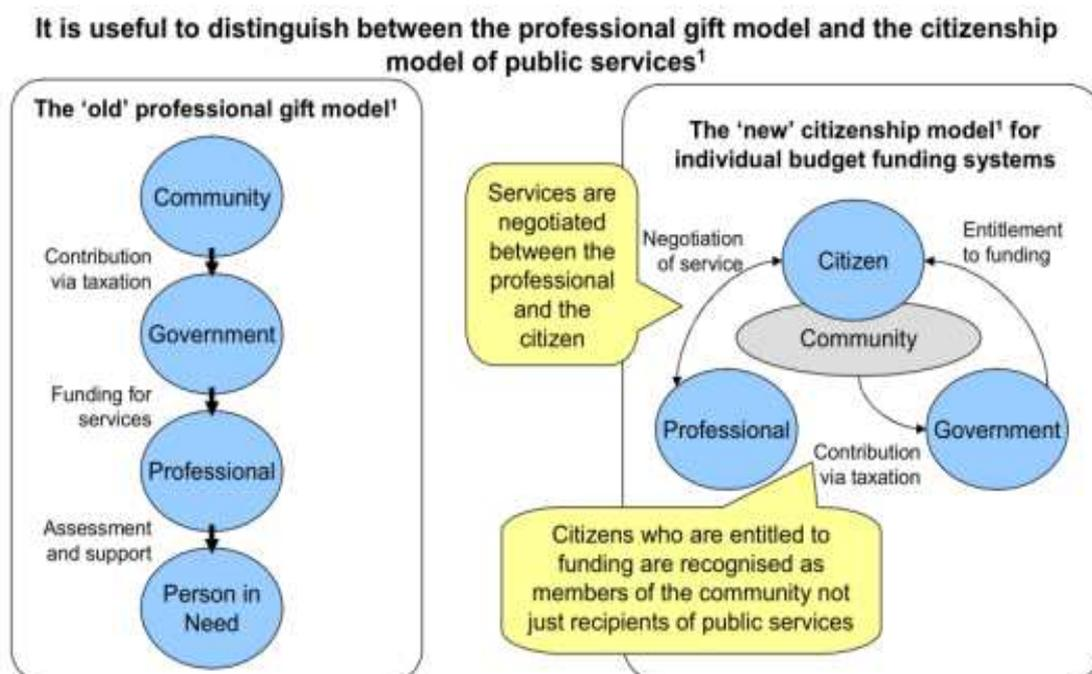 It is useful to distinguish between the professional gift model and the citizenship
model of public services¹
The 'old' professional gift model¹
Community
Contribution
via taxation
Government
Funding for
services
Professional
Assessment
and support
Person in
Need
The 'new' citizenship model¹ for
individual budget funding systems
Services are
negotiated
between the
professional
and the
citizen
Negotiation
of service
Citizen
Entitlement
to funding
Community
Professional
Government
Contribution
via taxation
Citizens who are entitled to
funding are recognised as
members of the community not
just recipients of public services